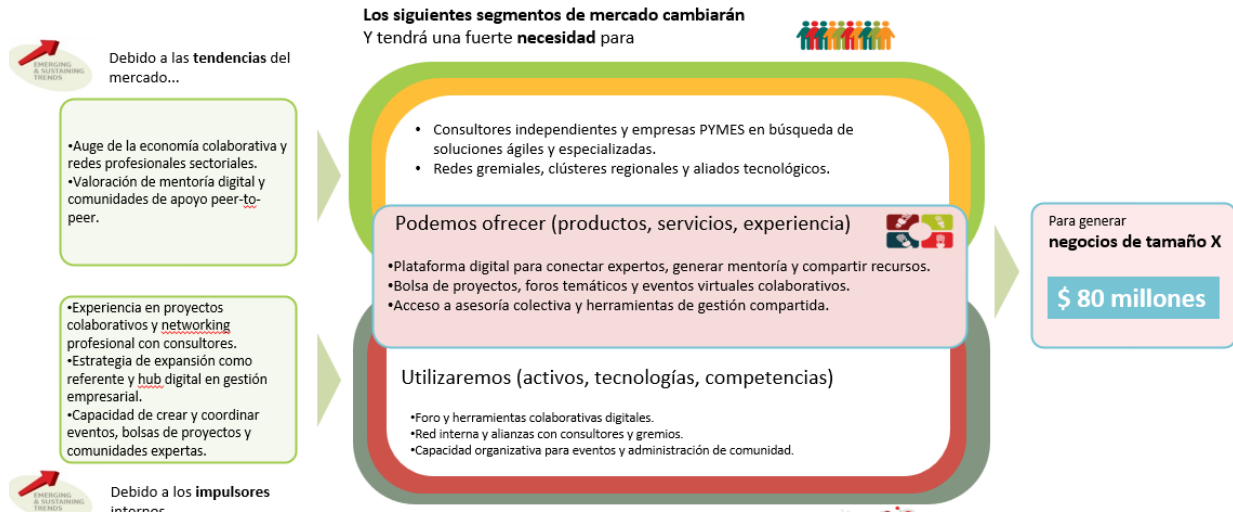 Los siguientes segmentos de mercado cambiarán
Y tendrá una fuerte necesidad para
EMERGING
& SUSTAINING
TRENDS
Debido a las tendencias del
mercado...
•Auge de la economía colaborativa y
redes profesionales sectoriales.
•Valoración de mentoría digital y
comunidades de apoyo peer-to-
peer.
• Consultores independientes y empresas PYMES en búsqueda de
soluciones ágiles y especializadas.
• Redes gremiales, clústeres regionales y aliados tecnológicos.
Podemos ofrecer (productos, servicios, experiencia)
•Plataforma digital para conectar expertos, generar mentoría y compartir recursos.
•Bolsa de proyectos, foros temáticos y eventos virtuales colaborativos.
•Acceso a asesoría colectiva y herramientas de gestión compartida.
Para generar
negocios de tamaño X
$ 80 millones
•Experiencia en proyectos
colaborativos y networking
profesional con consultores.
•Estrategia de expansión como
referente y hub digital en gestión
empresarial.
•Capacidad de crear y coordinar
eventos, bolsas de proyectos y
comunidades expertas.
Utilizaremos (activos, tecnologías, competencias)
•Foro y herramientas colaborativas digitales.
•Red interna y alianzas con consultores y gremios.
•Capacidad organizativa para eventos y administración de comunidad.
EMERGING
& SUSTAINING
TRENDS
Debido a los impulsores